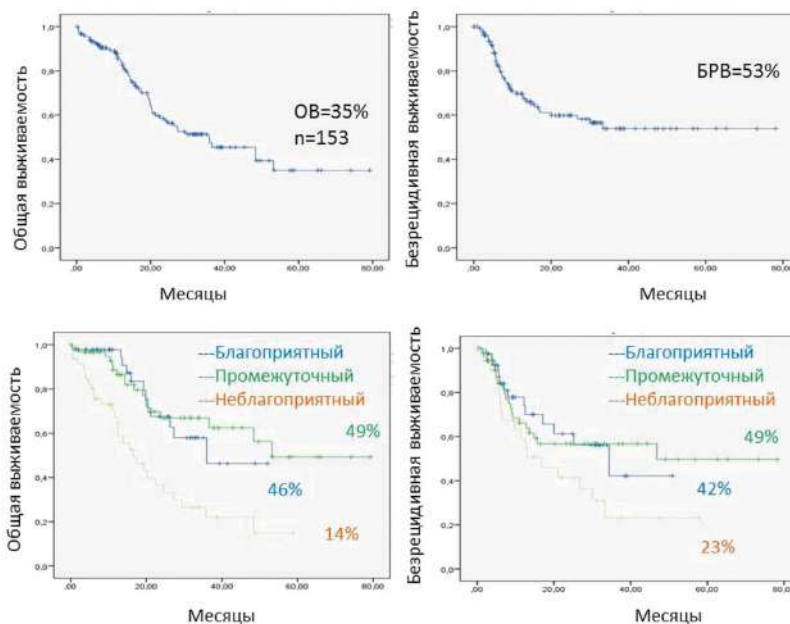 Общая выживаемость
1,0
0,8
0,6
0,4
0,2
0,0
ОВ=35%
n=153
,00
20,00
40,00
60,00
80,00
Месяцы
Безрецидивная выживаемость
1,0
0,8
0,6
0,4
0,2
0,0
БРВ=53%
,00
20,00
40,00
60,00
80,00
Месяцы
Общая выживаемость
1,0
0,8
0,6
0,4
0,2
0,0
Благоприятный
Промежуточный
Неблагоприятный
49%
46%
14%
,00
20,00
40,00
60,00
80,00
Месяцы
Безрецидивная выживаемость
1,0
0,8
0,6
0,4
0,2
0,0
Благоприятный
Промежуточный
Неблагоприятный
49%
42%
23%
,00
20,00
40,00
60,00
80,00
Месяцы